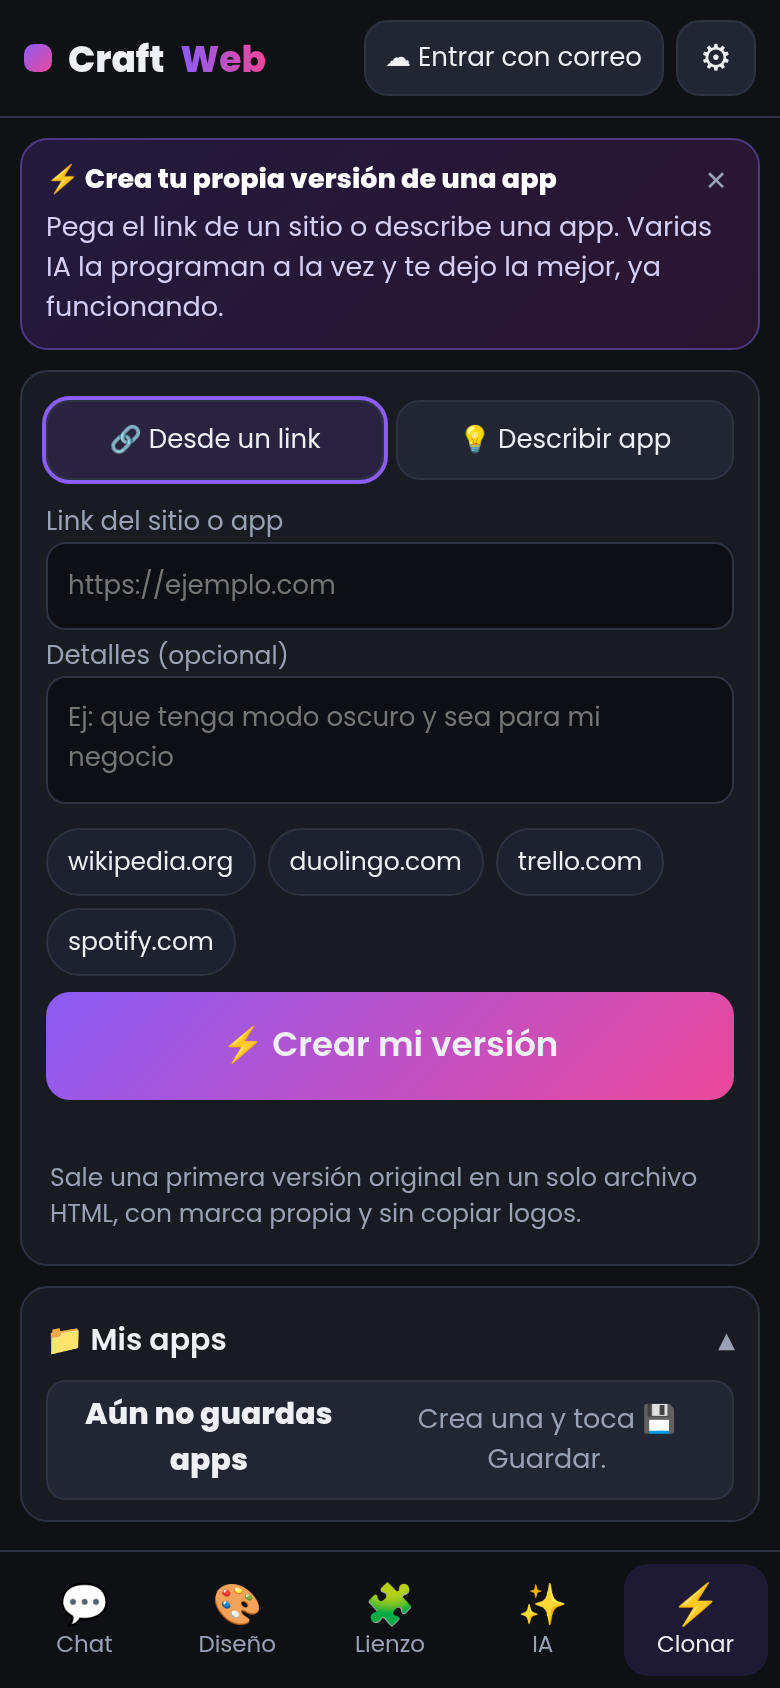 Craft Web
☁ Entrar con correo
⚙
⚡ Crea tu propia versión de una app
✕
Pega el link de un sitio o describe una app. Varias
IA la programan a la vez y te dejo la mejor, ya
funcionando.
🔗 Desde un link
💡 Describir app
Link del sitio o app
https://ejemplo.com
Detalles (opcional)
Ej: que tenga modo oscuro y sea para mi
negocio
wikipedia.org
duolingo.com
trello.com
spotify.com
⚡ Crear mi versión
Sale una primera versión original en un solo archivo
HTML, con marca propia y sin copiar logos.
📁 Mis apps
▲
Aún no guardas
apps
Crea una y toca 💾
Guardar.
💬 Chat
🎨 Diseño
🧩 Lienzo
✨ IA
⚡ Clonar